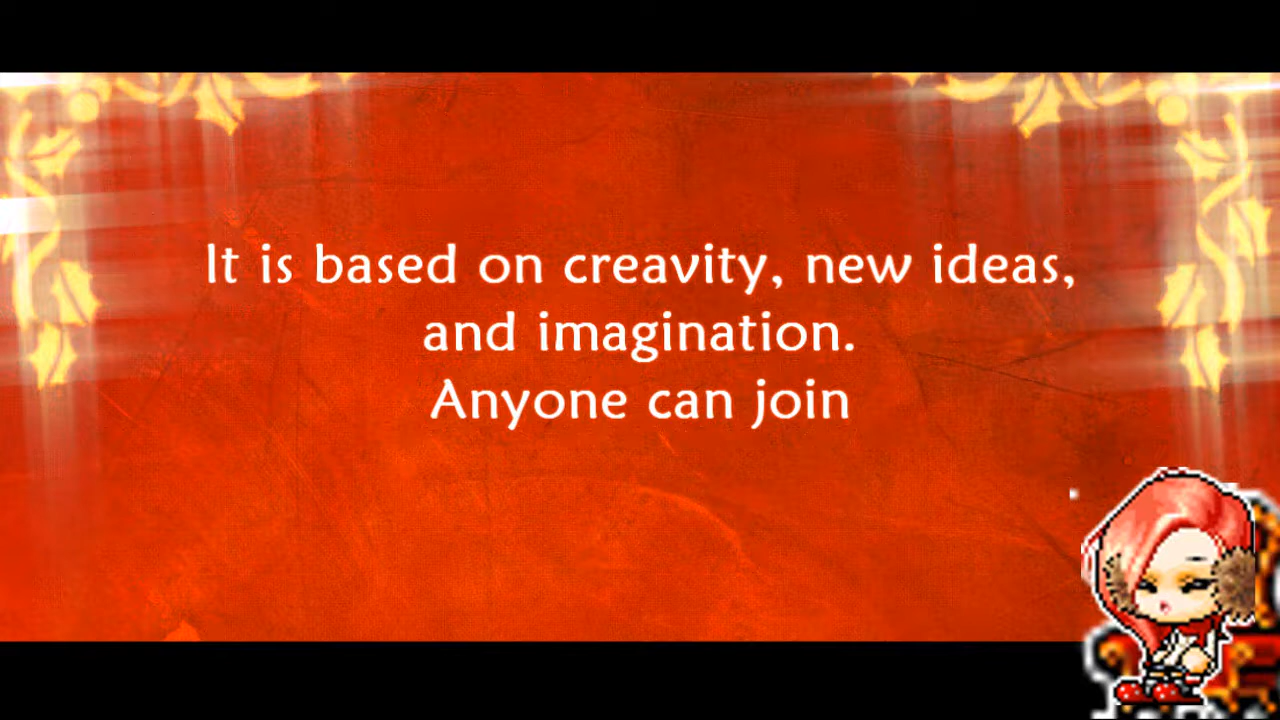 It is based on creavity, new ideas,
and imagination.
Anyone can join